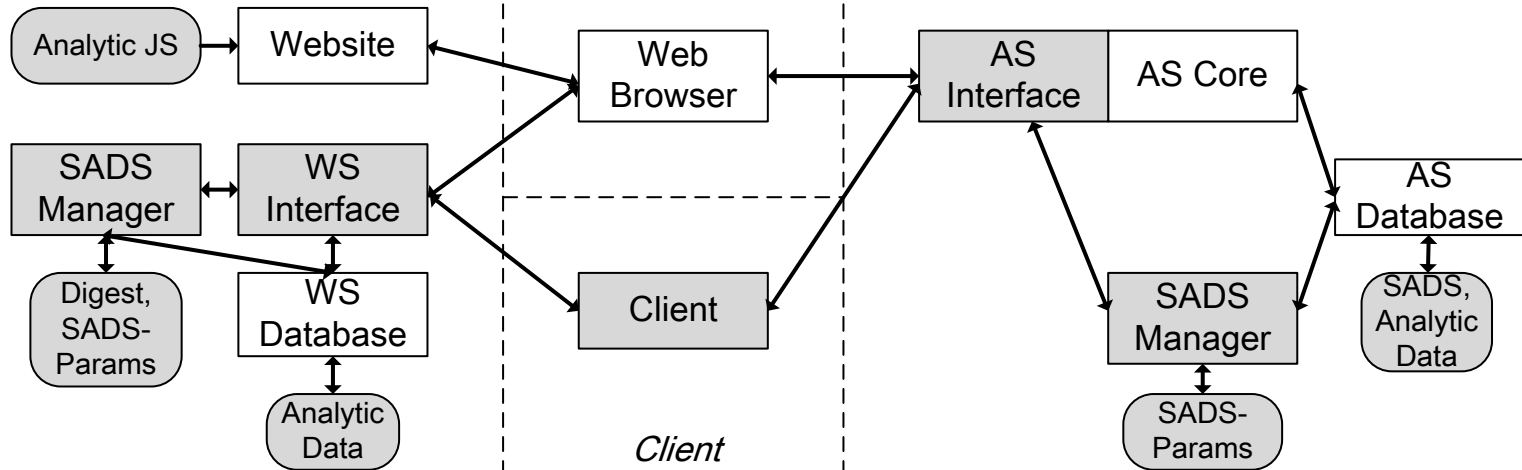 Analytic JS
Website
Web
Browser
AS
Interface
AS Core
SADS
Manager
WS
Interface
AS
Database
Digest,
SADS-
Params
WS
Database
Client
SADS
Manager
SADS,
Analytic
Data
Analytic
Data
Client
SADS-
Params